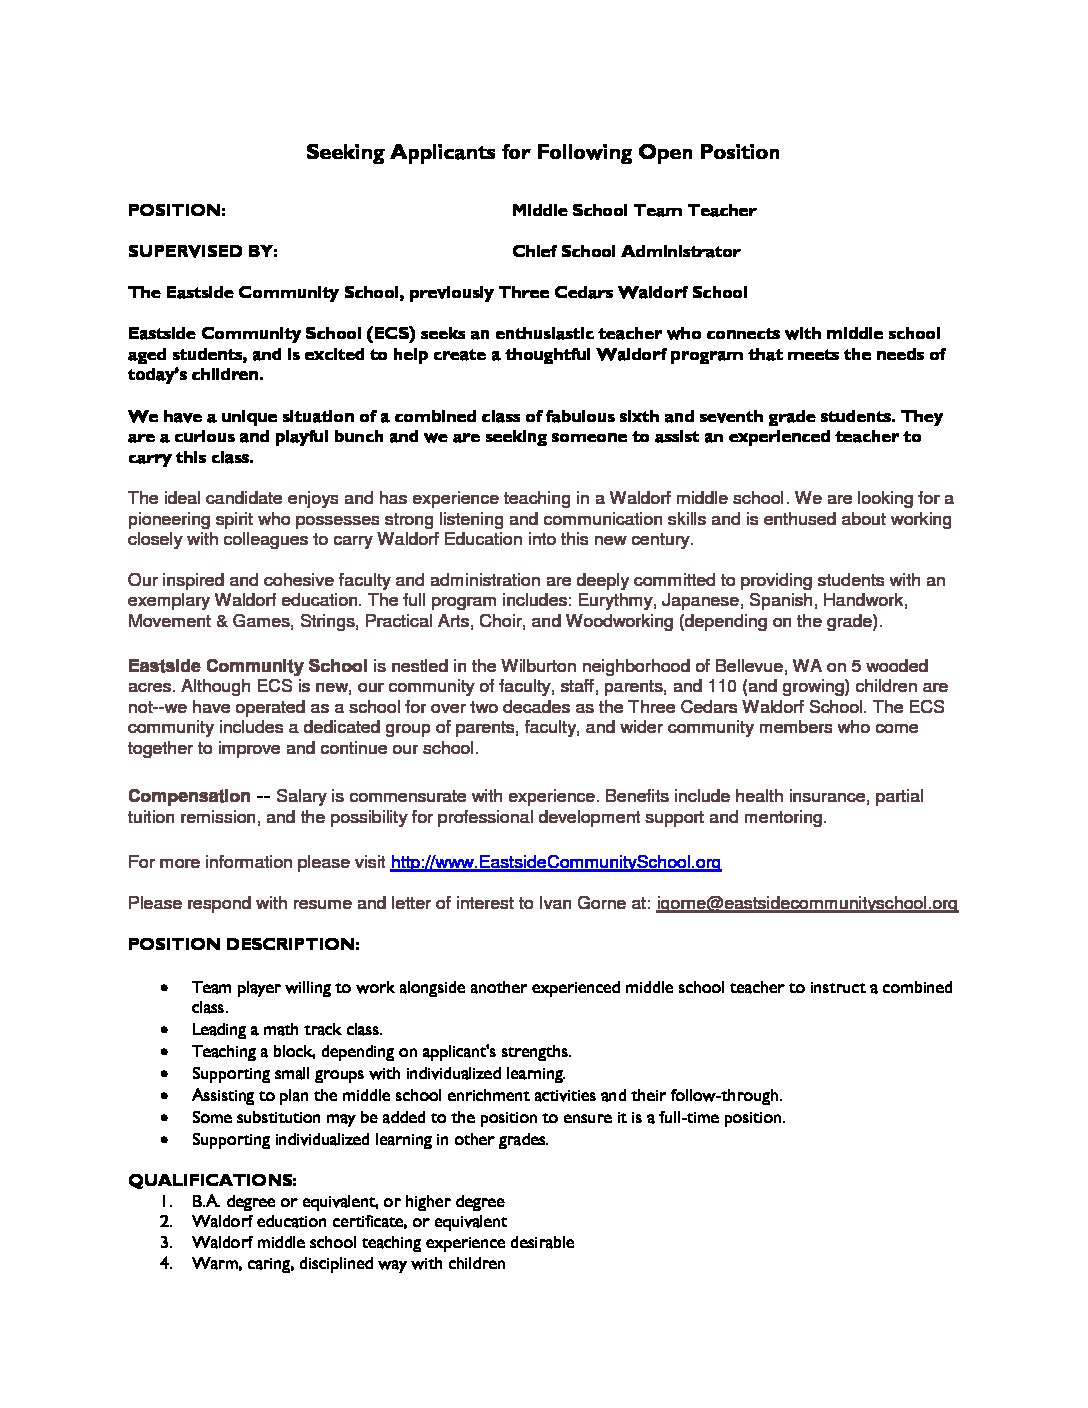 Seeking Applicants for Following Open Position
POSITION: Middle School Team Teacher
SUPERVISED BY: Chief School Administrator
The Eastside Community School, previously Three Cedars Waldorf School
Eastside Community School (ECS) seeks an enthusiastic teacher who connects with middle school
aged students, and is excited to help create a thoughtful Waldorf program that meets the needs of
today's children.
We have a unique situation of a combined class of fabulous sixth and seventh grade students. They
are a curious and playful bunch and we are seeking someone to assist an experienced teacher to
carry this class.
The ideal candidate enjoys and has experience teaching in a Waldorf middle school. We are looking for a
pioneering spirit who possesses strong listening and communication skills and is enthused about working
closely with colleagues to carry Waldorf Education into this new century.
Our inspired and cohesive faculty and administration are deeply committed to providing students with an
exemplary Waldorf education. The full program includes: Eurythmy, Japanese, Spanish, Handwork,
Movement & Games, Strings, Practical Arts, Choir, and Woodworking (depending on the grade).
Eastside Community School is nestled in the Wilburton neighborhood of Bellevue, WA on 5 wooded
acres. Although ECS is new, our community of faculty, staff, parents, and 110 (and growing) children are
not--we have operated as a school for over two decades as the Three Cedars Waldorf School. The ECS
community includes a dedicated group of parents, faculty, and wider community members who come
together to improve and continue our school.
Compensation -- Salary is commensurate with experience. Benefits include health insurance, partial
tuition remission, and the possibility for professional development support and mentoring.
For more information please visit http://www.EastsideCommunitySchool.org
Please respond with resume and letter of interest to Ivan Gorne at: igorne@eastsidecommunityschool.org
POSITION DESCRIPTION:
• Team player willing to work alongside another experienced middle school teacher to instruct a combined
class.
• Leading a math track class.
• Teaching a block, depending on applicant's strengths.
• Supporting small groups with individualized learning.
• Assisting to plan the middle school enrichment activities and their follow-through.
• Some substitution may be added to the position to ensure it is a full-time position.
• Supporting individualized learning in other grades.
QUALIFICATIONS:
1. B.A. degree or equivalent, or higher degree
2. Waldorf education certificate, or equivalent
3. Waldorf middle school teaching experience desirable
4. Warm, caring, disciplined way with children